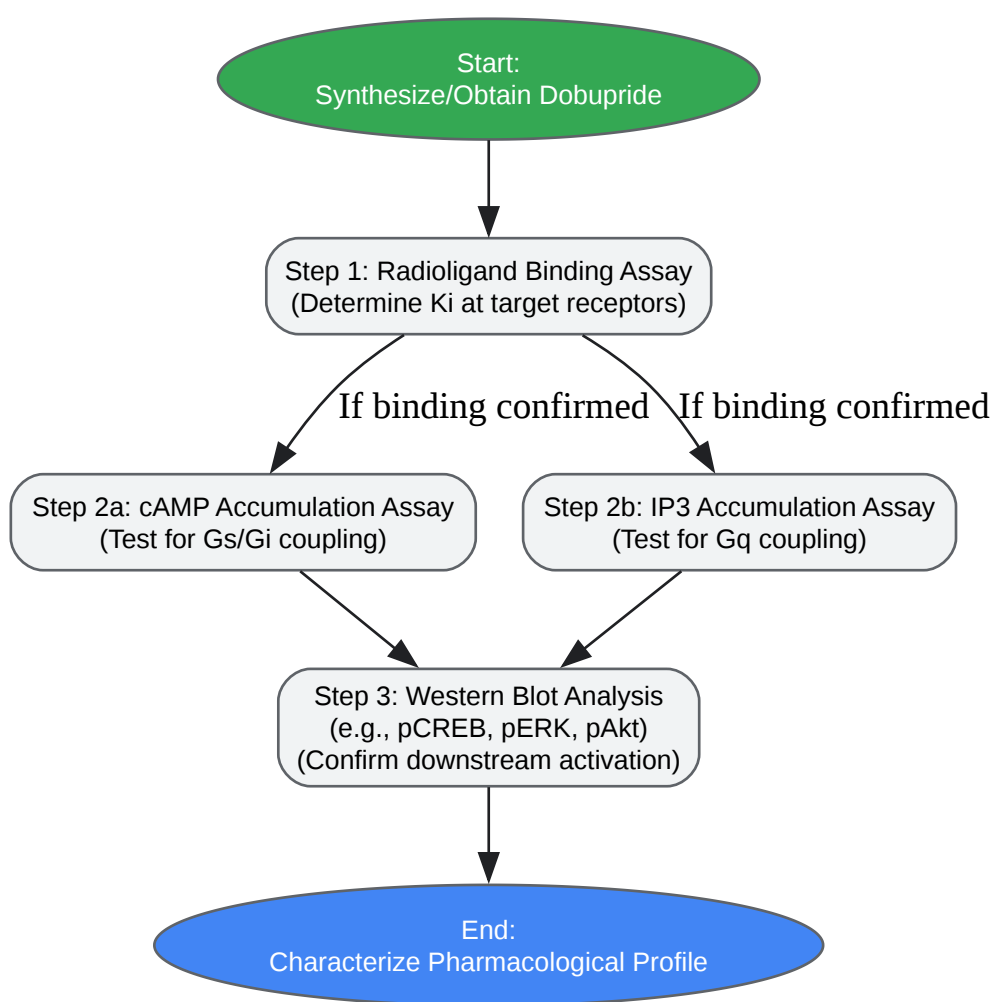 Start:
Synthesize/Obtain Dobupride
Step 1: Radioligand Binding Assay
(Determine Ki at target receptors)
If binding confirmed
If binding confirmed
Step 2a: cAMP Accumulation Assay
(Test for Gs/Gi coupling)
Step 2b: IP3 Accumulation Assay
(Test for Gq coupling)
Step 3: Western Blot Analysis
(e.g., pCREB, pERK, pAkt)
(Confirm downstream activation)
End:
Characterize Pharmacological Profile